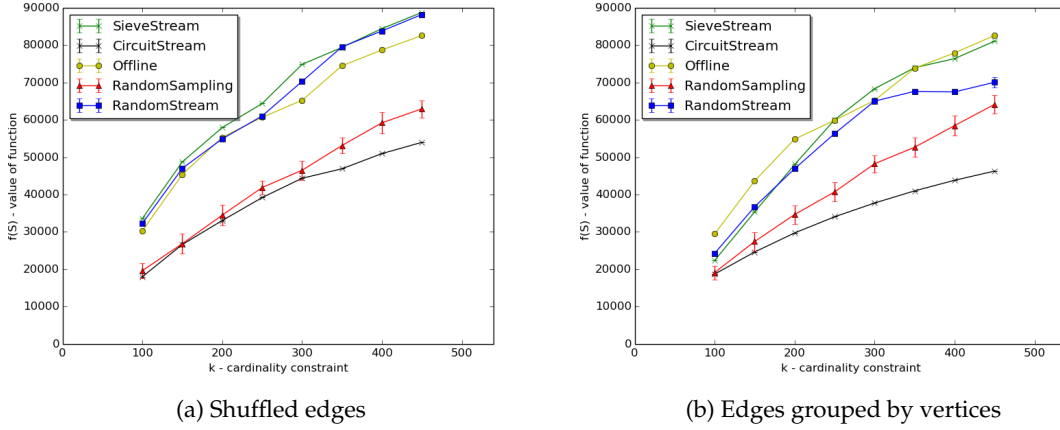 90000
80000
70000
60000
50000
40000
30000
20000
10000
0
f(S) - value of function
SieveStream
CircuitStream
Offline
RandomSampling
RandomStream
0 100 200 300 400 500
k - cardinality constraint
(a) Shuffled edges
90000
80000
70000
60000
50000
40000
30000
20000
10000
0
f(S) - value of function
SieveStream
CircuitStream
Offline
RandomSampling
RandomStream
0 100 200 300 400 500
k - cardinality constraint
(b) Edges grouped by vertices